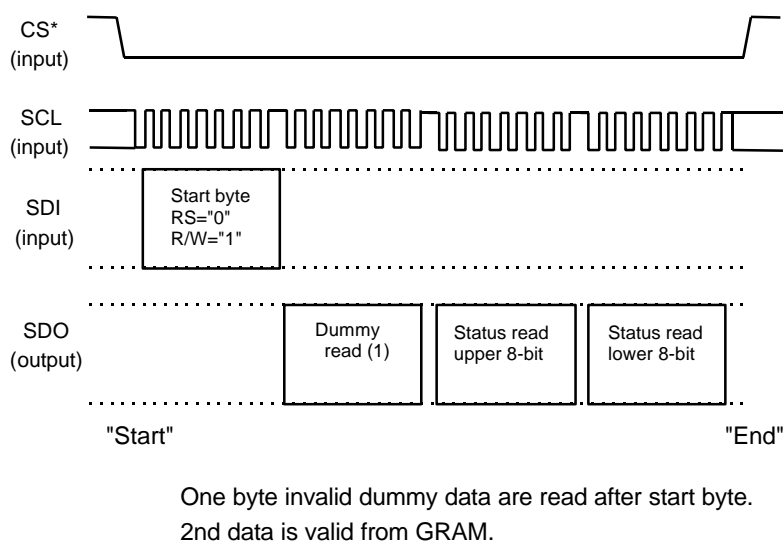 CS*
(input)
SCL
(input)
SDI
(input)
Start byte
RS="0"
R/W="1"
SDO
(output)
Dummy
read (1)
Status read
upper 8-bit
Status read
lower 8-bit
"Start"
"End"
One byte invalid dummy data are read after start byte.
2nd data is valid from GRAM.